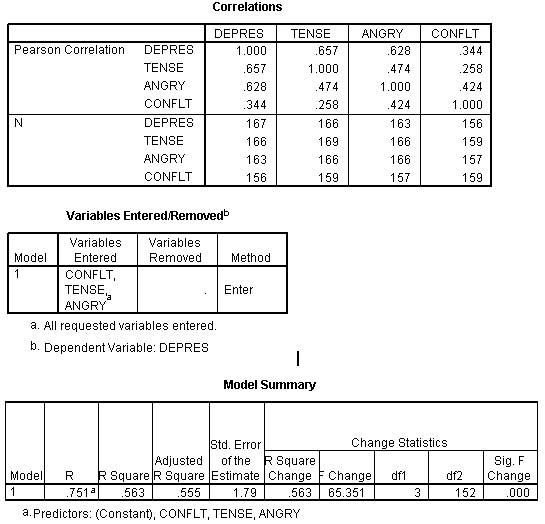 Correlations
DEPRES TENSE ANGRY CONFLT
Pearson Correlation DEPRES 1.000 .657 .628 .344
TENSE .657 1.000 .474 .258
ANGRY .628 .474 1.000 .424
CONFLT .344 .258 .424 1.000
N DEPRES 167 166 163 156
TENSE 166 169 166 159
ANGRY 163 166 166 157
CONFLT 156 159 157 159
Variables Entered/Removedb
Variables Variables
Model Entered Removed Method
1 CONFLT,
TENSE, . Enter
ANGRYa
a. All requested variables entered.
b. Dependent Variable: DEPRES
Model Summary
Std. Error Change Statistics
Adjusted of the R Square Sig. F
Model R R Square R Square Estimate Change F Change df1 df2 Change
1 .751a .563 .555 1.79 .563 65.351 3 152 .000
a. Predictors: (Constant), CONFLT, TENSE, ANGRY